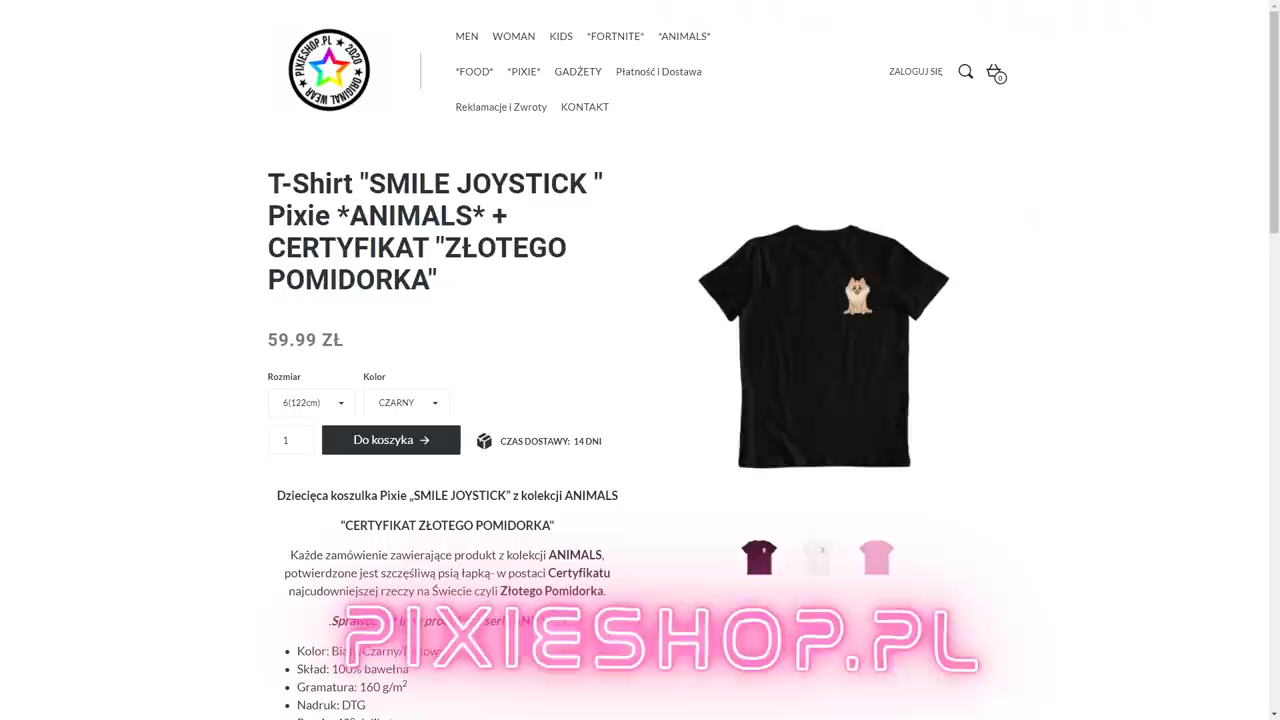 PIXIESHOP.PL ★ 2020 ★ ORIGINAL WEAR ★
MEN WOMAN KIDS *FORTNITE* *ANIMALS*
*FOOD* *PIXIE* GADŻETY Płatność i Dostawa
ZALOGUJ SIĘ
0
Reklamacje i Zwroty KONTAKT
T-Shirt "SMILE JOYSTICK "
Pixie *ANIMALS* +
CERTYFIKAT "ZŁOTEGO
POMIDORKA"
59.99 ZŁ
Rozmiar Kolor
6(122cm) CZARNY
1 Do koszyka → CZAS DOSTAWY: 14 DNI
Dziecięca koszulka Pixie „SMILE JOYSTICK” z kolekcji ANIMALS
"CERTYFIKAT ZŁOTEGO POMIDORKA"
Każde zamówienie zawierające produkt z kolekcji ANIMALS,
potwierdzone jest szczęśliwą psią łapką- w postaci Certyfikatu
najcudowniejszej rzeczy na Świecie czyli Złotego Pomidorka.
PIXIESHOP.PL
• Kolor:
• Skład: 100% bawełna
• Gramatura: 160 g/m²
• Nadruk: DTG